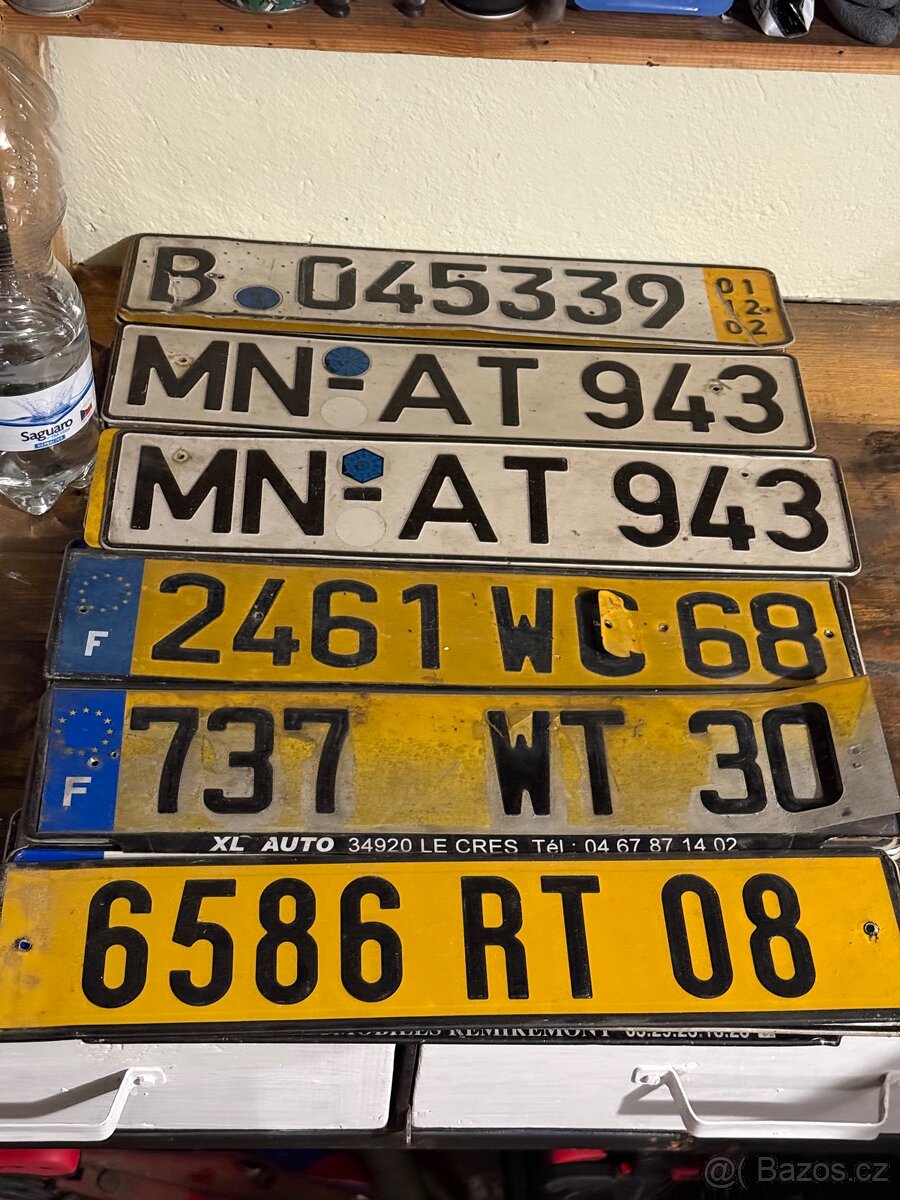 B 045339 01 12 02
MN-AT 943
MN-AT 943
Saguaro
F 2461 WC 68
F 737 WT 30
XL AUTO 34920 LE CRES Tél : 04 67 87 14 02
6586 RT 08
REMIREMONT
@( Bazos.cz